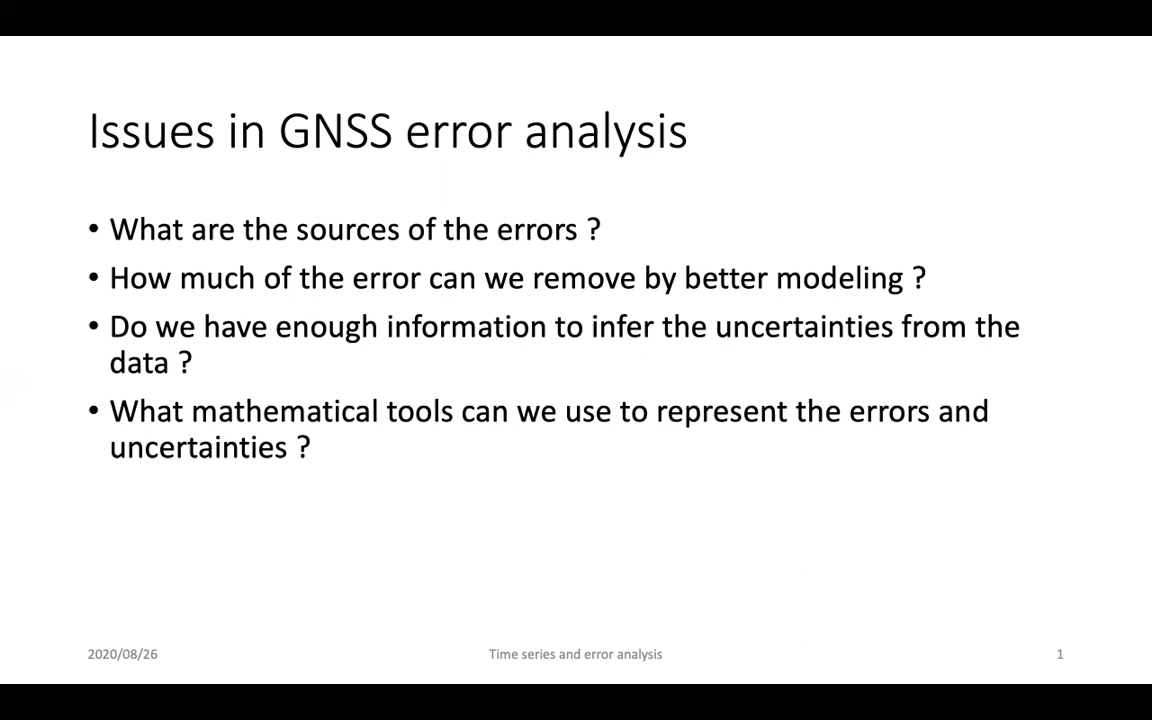 Issues in GNSS error analysis
• What are the sources of the errors ?
• How much of the error can we remove by better modeling ?
• Do we have enough information to infer the uncertainties from the
data ?
• What mathematical tools can we use to represent the errors and
uncertainties ?
2020/08/26
Time series and error analysis
1